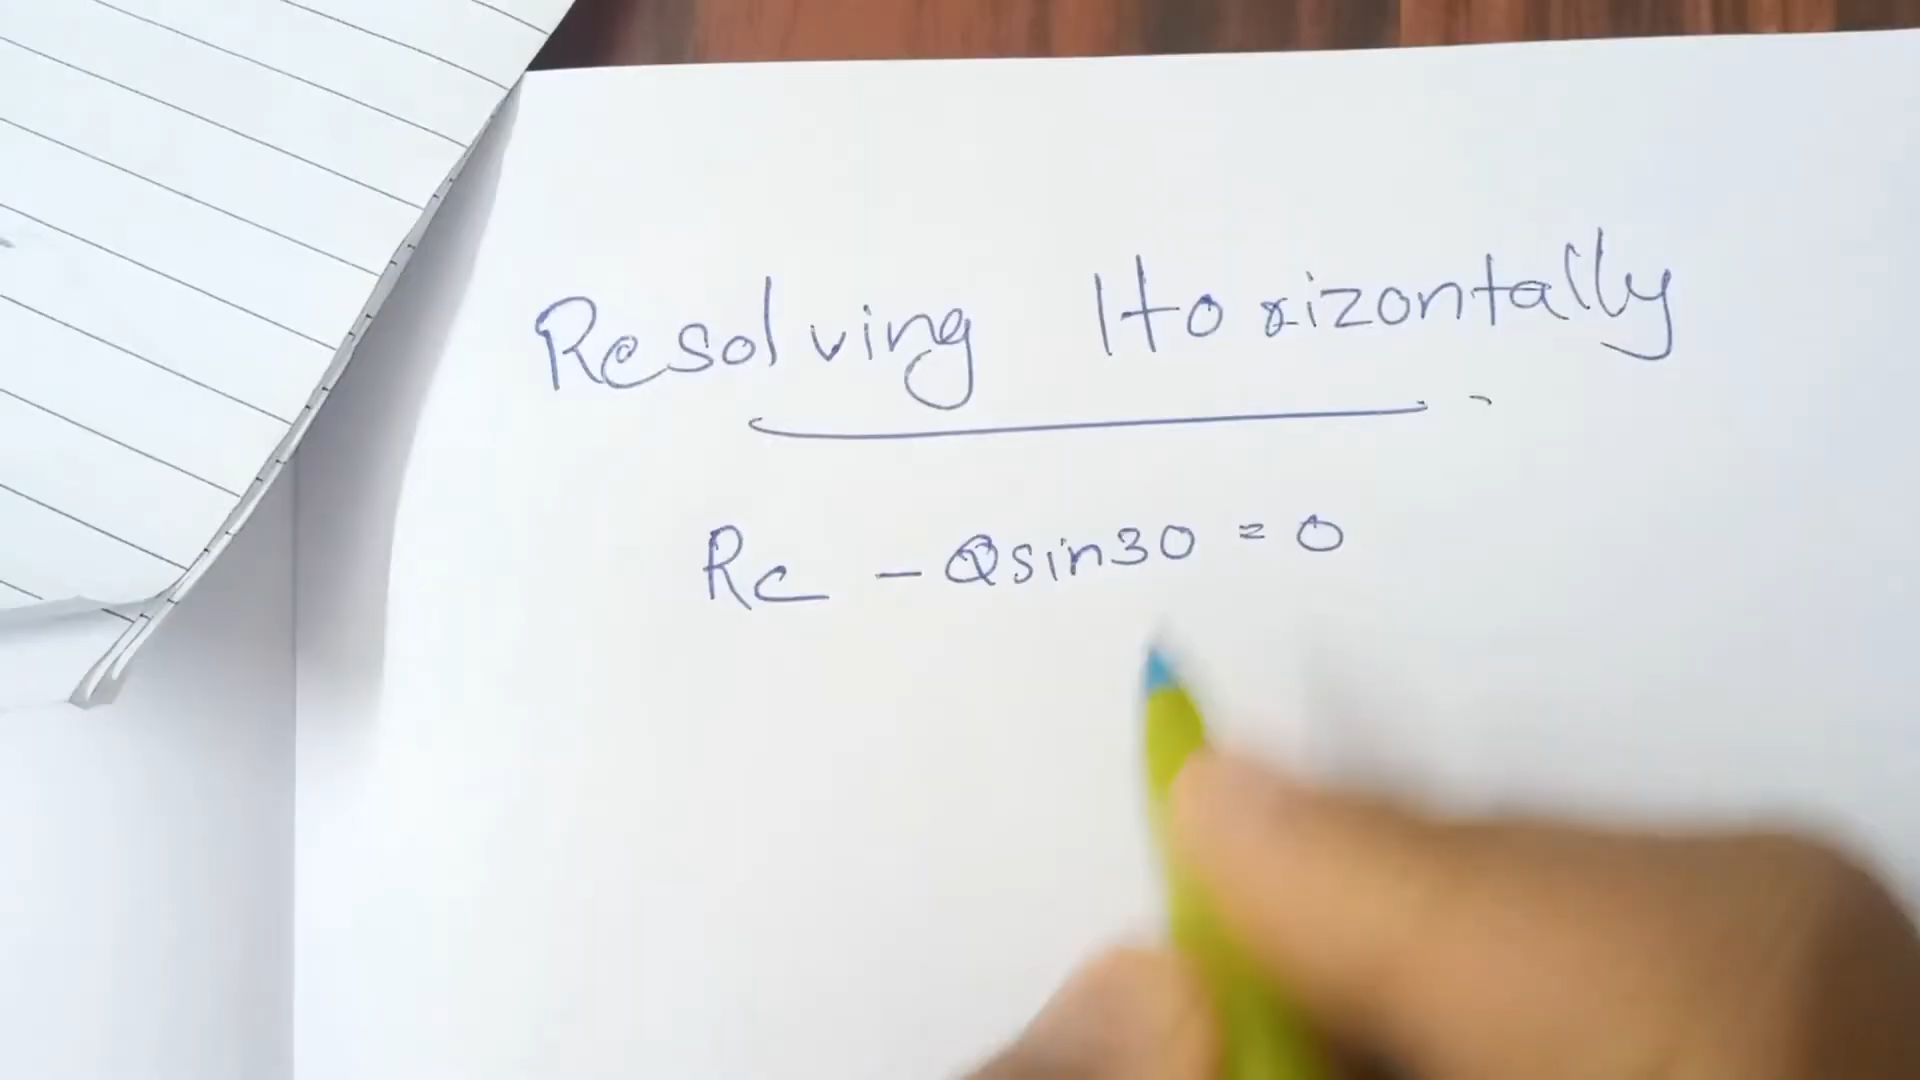 Resolving Horizontally
Rc - Qsin30 = 0